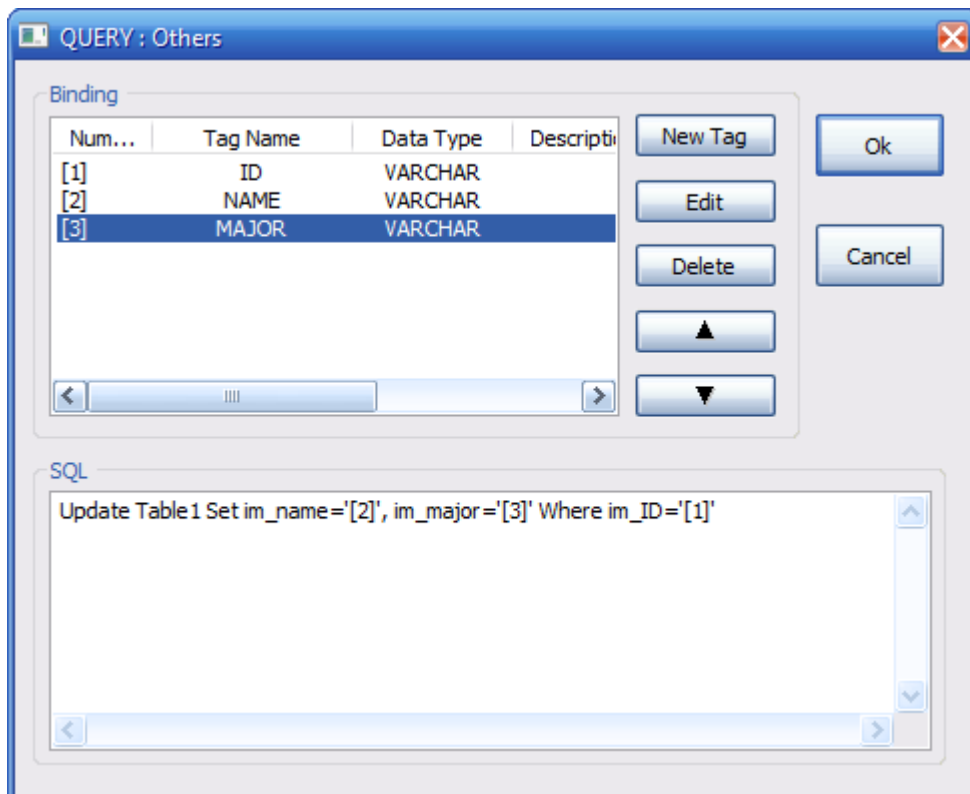 QUERY : Others
Binding
Num... Tag Name Data Type Descripti
[1] ID VARCHAR
[2] NAME VARCHAR
[3] MAJOR VARCHAR
New Tag
Edit
Delete
Ok
Cancel
SQL
Update Table1 Set im_name='[2]', im_major='[3]' Where im_ID='[1]'